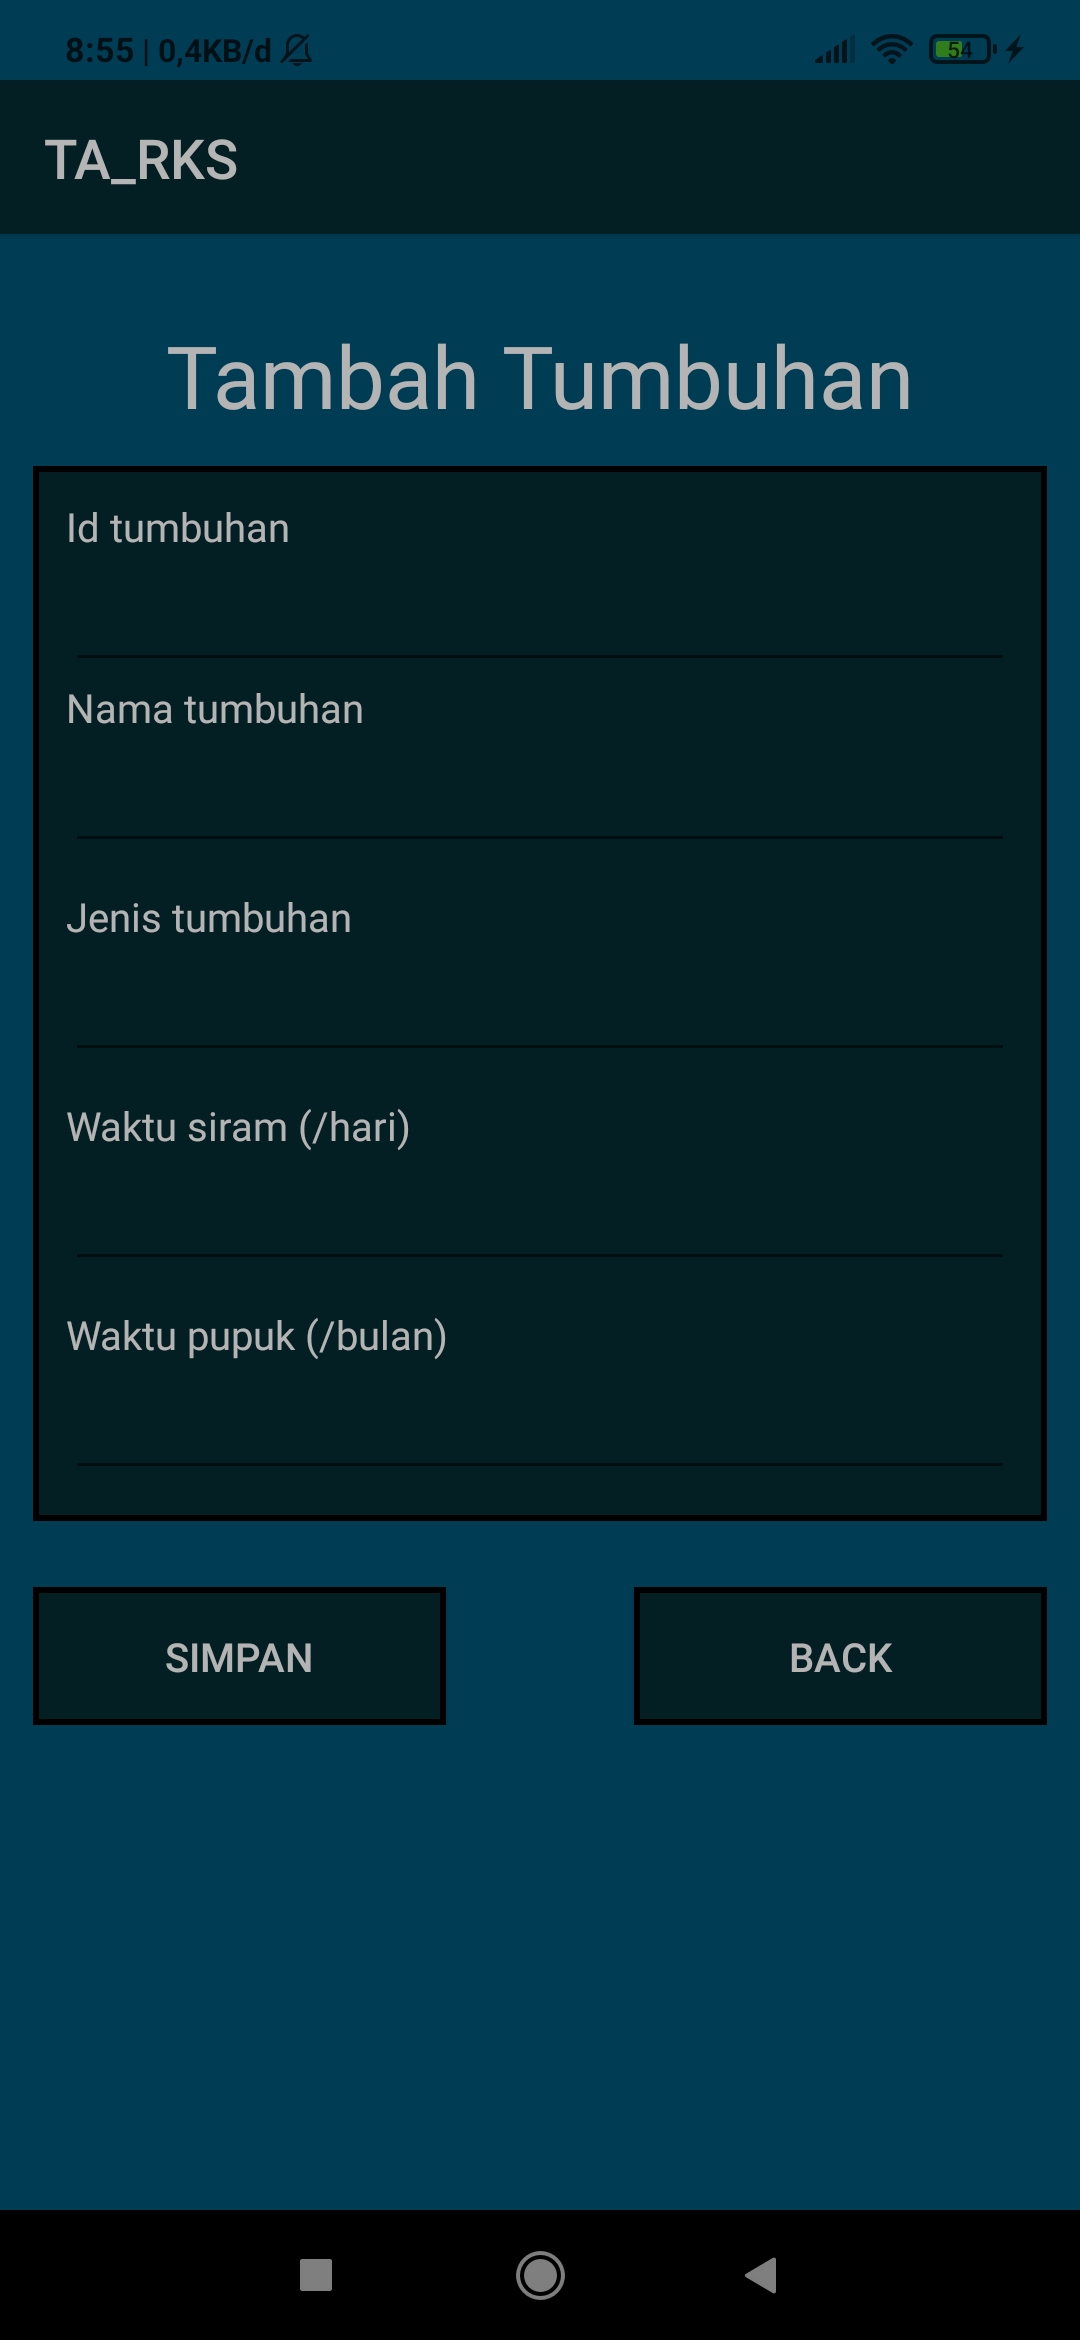 8:55 | 0,4KB/d
54
TA_RKS
Tambah Tumbuhan
Id tumbuhan
Nama tumbuhan
Jenis tumbuhan
Waktu siram (/hari)
Waktu pupuk (/bulan)
SIMPAN
BACK